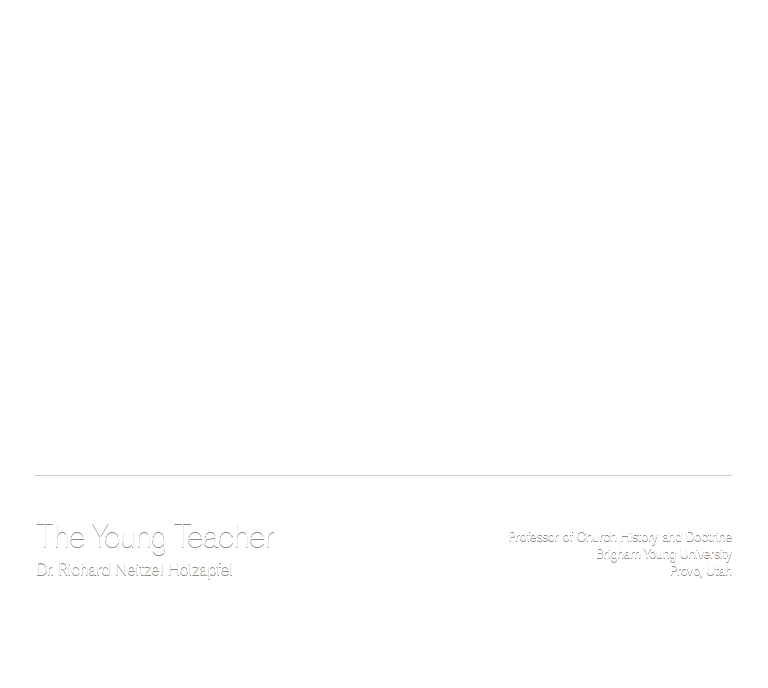 The Young Teacher
Dr. Richard Neitzel Holzapfel
Professor of Church History and Doctrine
Brigham Young University
Provo, Utah